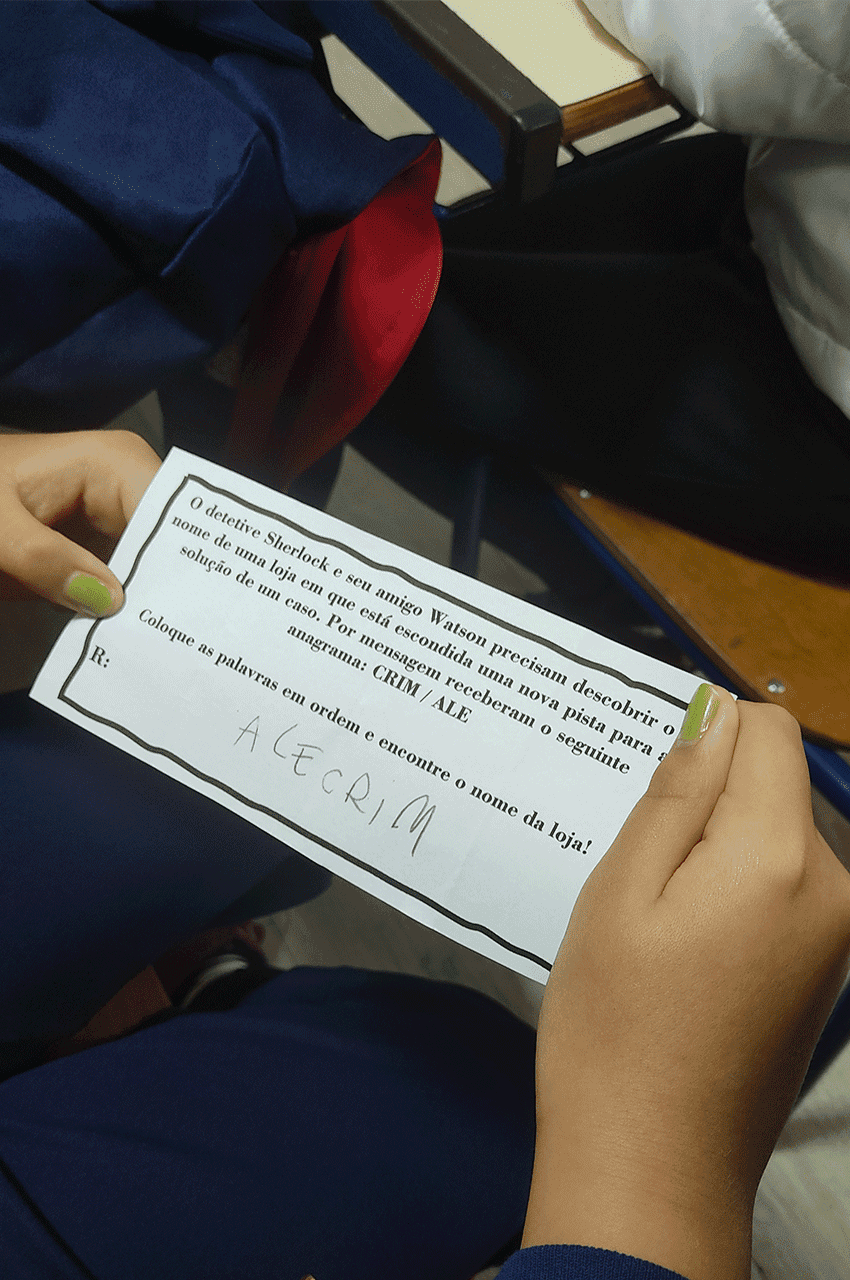 O detetive Sherlock e seu amigo Watson precisam descobrir o
nome de uma loja em que está escondida uma nova pista para a
solução de um caso. Por mensagem receberam o seguinte
anagrama: CRIM / ALE
Coloque as palavras em ordem e encontre o nome da loja!
R:
ALECRIM